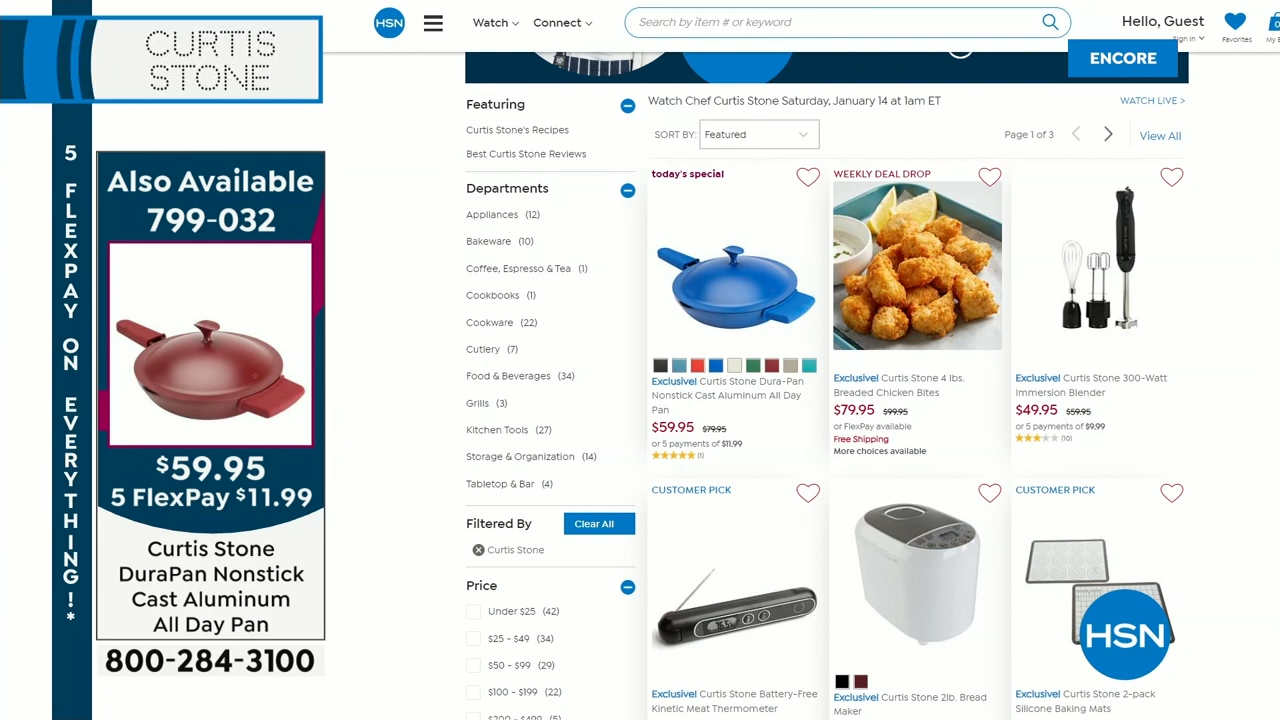 CURTIS
STONE
5 FLEXPAY ON EVERYTHING!*
Also Available
799-032
$59.95
5 FlexPay $11.99
Curtis Stone
DuraPan Nonstick
Cast Aluminum
All Day Pan
800-284-3100
HSN
Watch
Connect
Search by item # or keyword
Hello, Guest
Sign In
Favorites
0
ENCORE
Featuring
Curtis Stone's Recipes
Best Curtis Stone Reviews
Departments
Appliances (12)
Bakeware (10)
Coffee, Espresso & Tea (1)
Cookbooks (1)
Cookware (22)
Cutlery (7)
Food & Beverages (34)
Grills (3)
Kitchen Tools (27)
Storage & Organization (14)
Tabletop & Bar (4)
Filtered By
Clear All
Curtis Stone
Price
Under $25 (42)
$25 - $49 (34)
$50 - $99 (29)
$100 - $199 (22)
$200 - $499 (5)
Watch Chef Curtis Stone Saturday, January 14 at 1am ET
WATCH LIVE >
SORT BY: Featured
Page 1 of 3
View All
today's special
Exclusive! Curtis Stone Dura-Pan
Nonstick Cast Aluminum All Day
Pan
$59.95 $79.95
or 5 payments of $11.99
(1)
WEEKLY DEAL DROP
Exclusive! Curtis Stone 4 lbs.
Breaded Chicken Bites
$79.95 $99.95
or FlexPay available
Free Shipping
More choices available
Exclusive! Curtis Stone 300-Watt
Immersion Blender
$49.95 $59.95
or 5 payments of $9.99
(10)
CUSTOMER PICK
Exclusive! Curtis Stone Battery-Free
Kinetic Meat Thermometer
Exclusive! Curtis Stone 2lb. Bread
Maker
CUSTOMER PICK
Exclusive! Curtis Stone 2-pack
Silicone Baking Mats
HSN